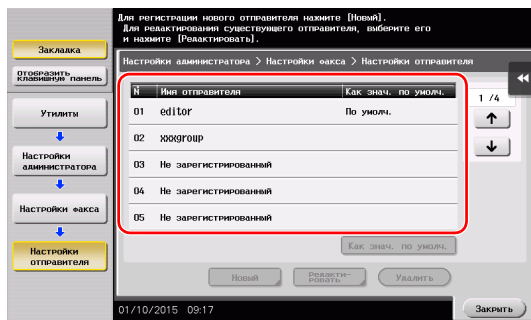 Для регистрации нового отправителя нажмите [Новый].
Для редактирования существующего отправителя, выберите его
и нажмите [Редактировать].
Закладка
Отобразить
клавишную панель
Настройки администратора > Настройки факса > Настройки отправителя
N Имя отправителя Как знач. по умолч.
1 /4
01 editor По умолч.
02 xxxgroup
03 Не зарегистрированный
04 Не зарегистрированный
05 Не зарегистрированный
Утилиты
Настройки
администратора
Настройки факса
Настройки
отправителя
Как знач. по умолч.
Новый
Редакти-
ровать
Удалить
01/10/2015 09:17
Закрыть